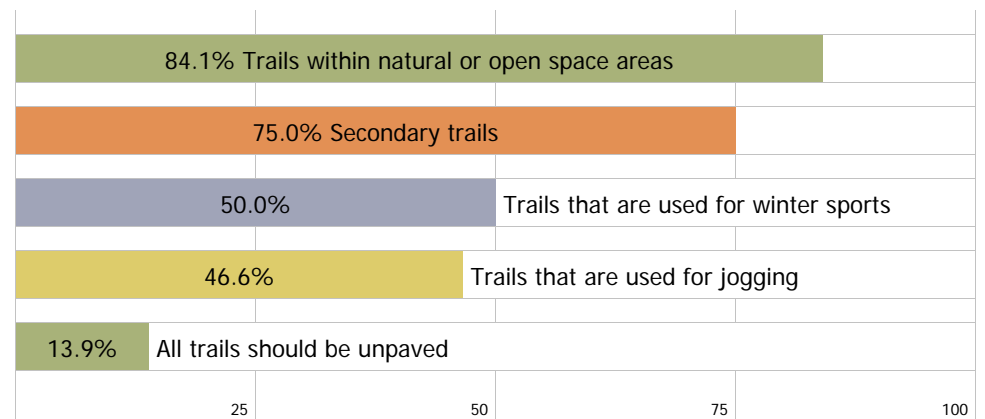 84.1% Trails within natural or open space areas
75.0% Secondary trails
50.0% Trails that are used for winter sports
46.6% Trails that are used for jogging
13.9% All trails should be unpaved
25 50 75 100